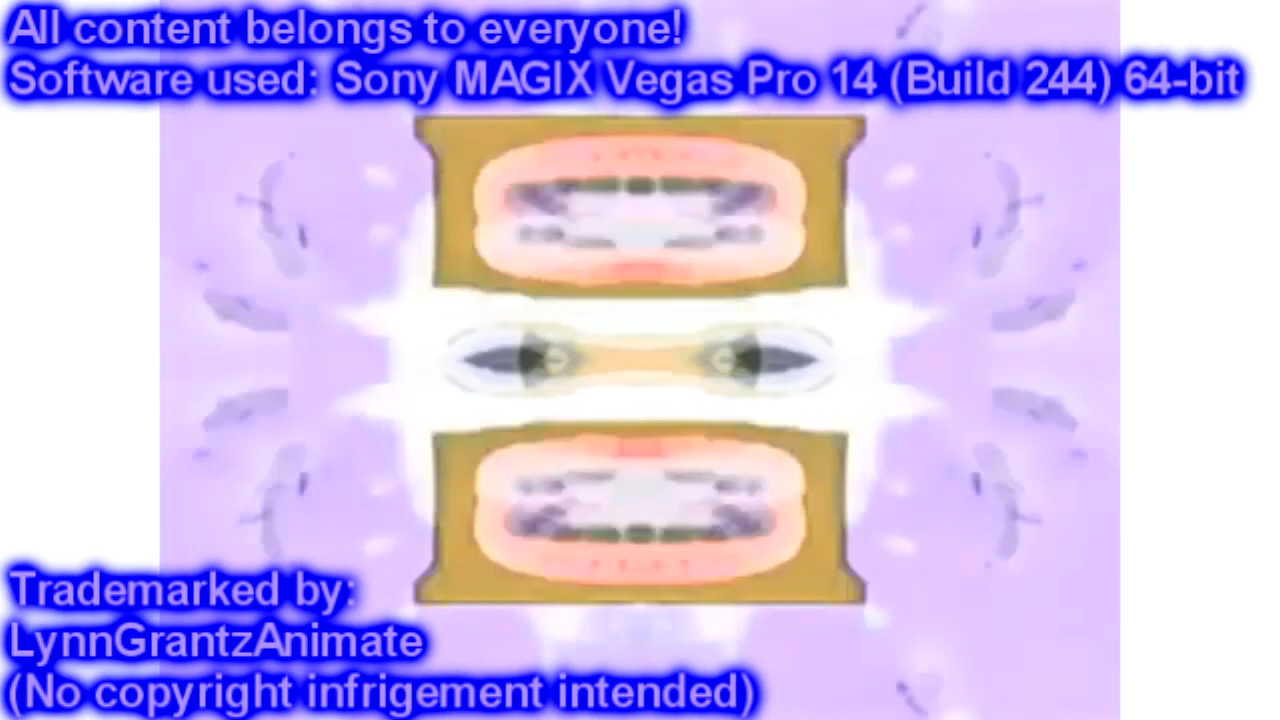 All content belongs to everyone!
Software used: Sony MAGIX Vegas Pro 14 (Build 244) 64-bit
Trademarked by:
LynnGrantzAnimate
(No copyright infrigement intended)